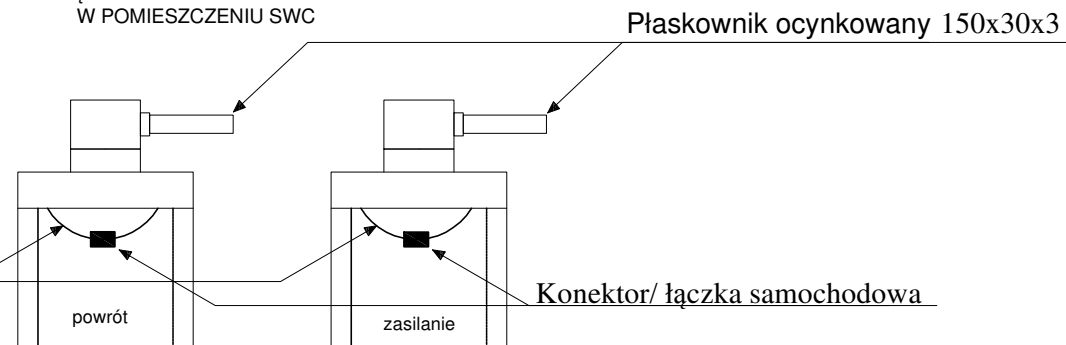 W POMIESZCZENIU SWC
Płaskownik ocynkowany 150x30x3
Konektor/ łączka samochodowa
powrót
zasilanie